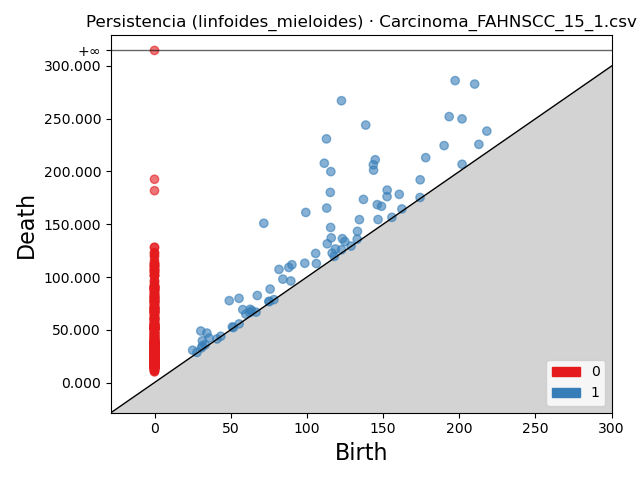 Persistencia (linfoides_mieloides) · Carcinoma_FAHNSCC_15_1.csv
+∞
300.000
250.000
200.000
150.000
100.000
50.000
0.000
Death
0
1
0 50 100 150 200 250 300
Birth